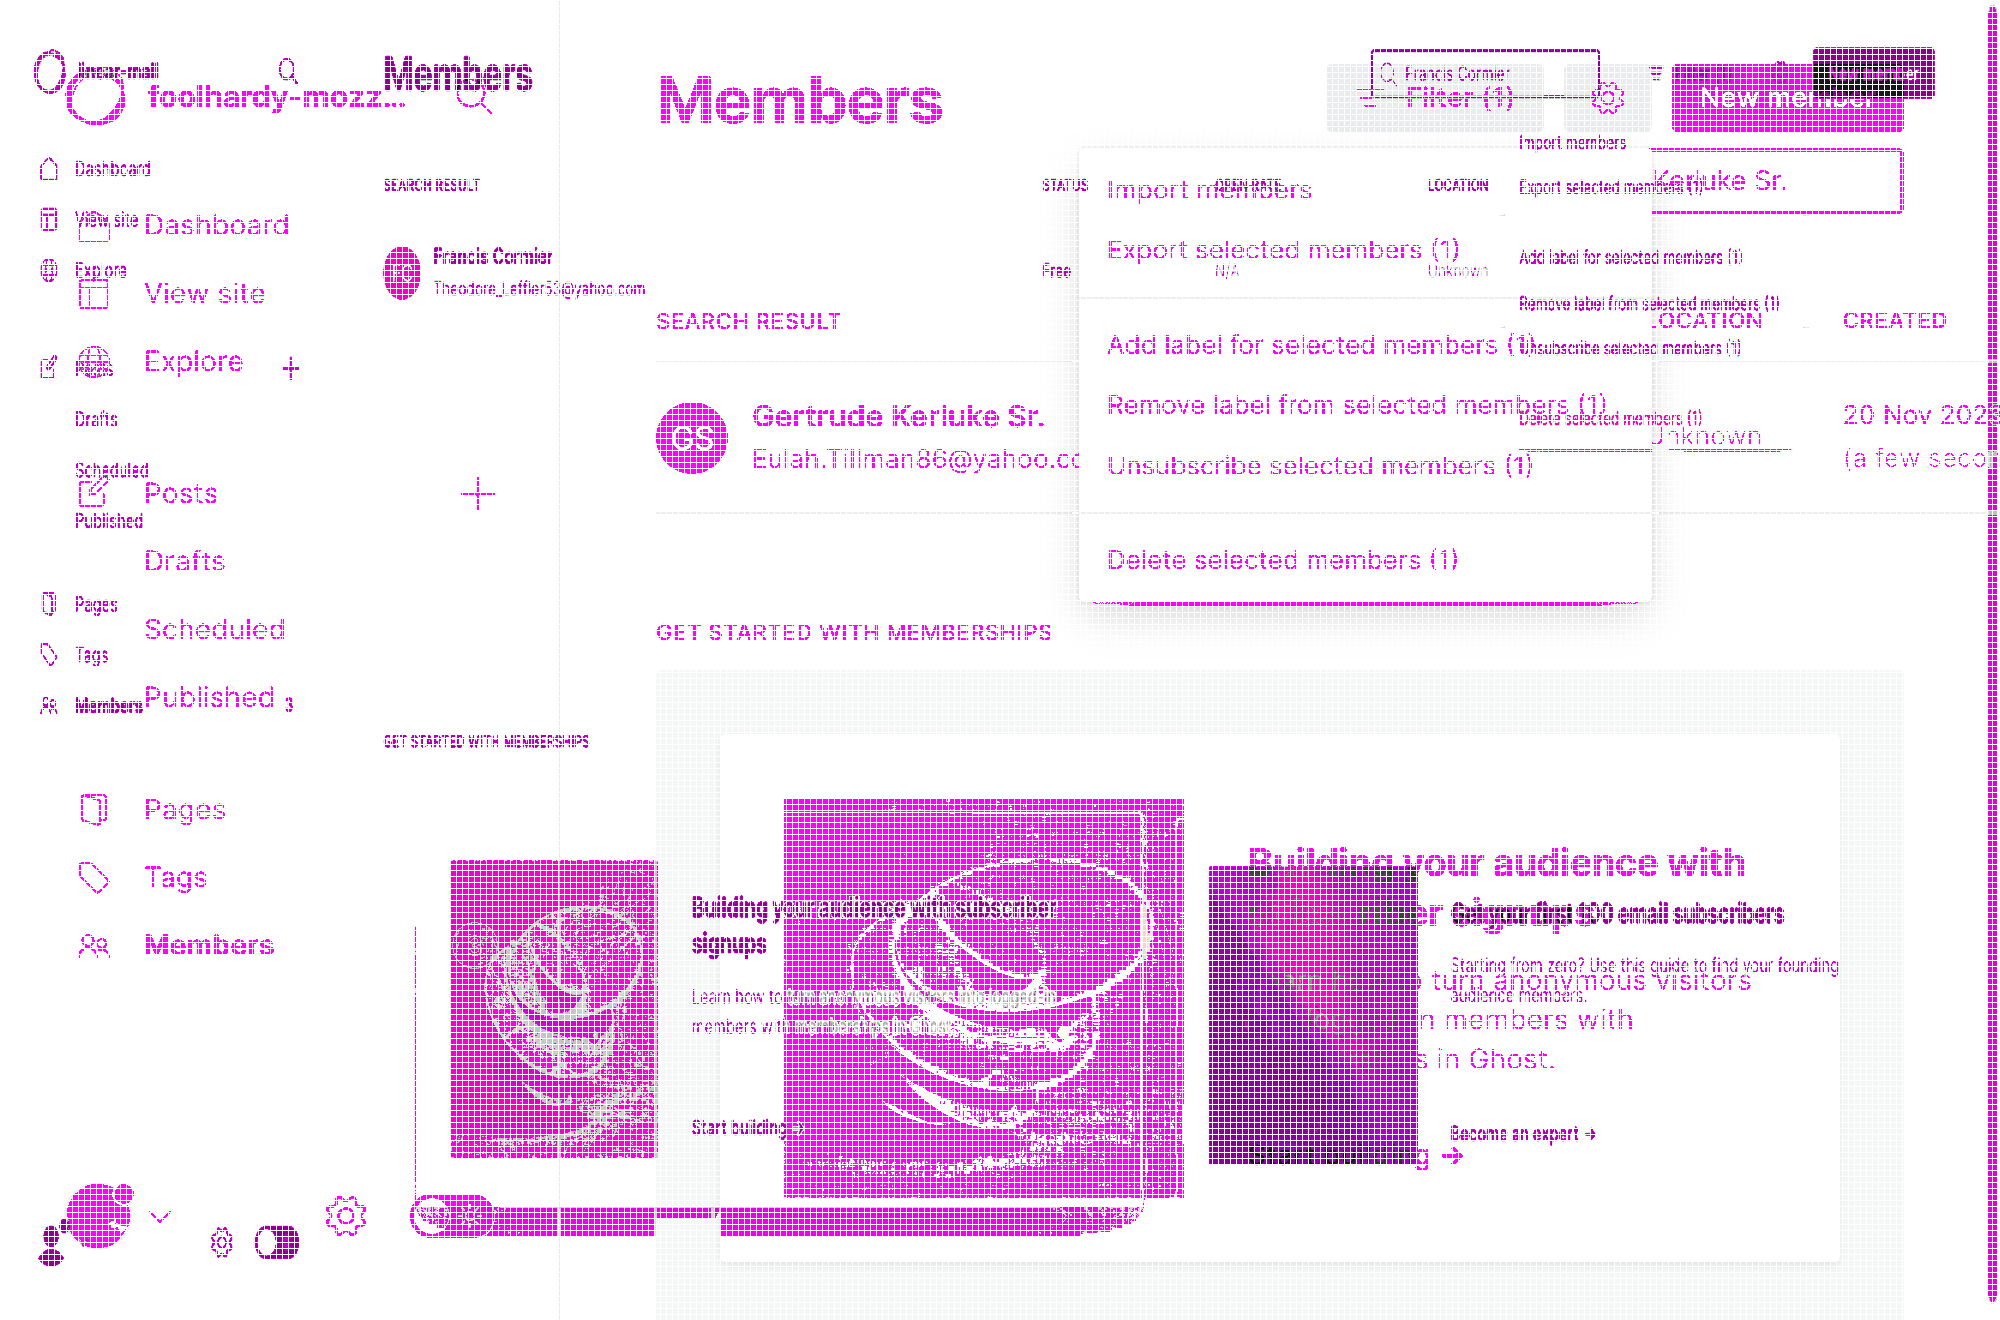 foolhardy-mozz...
Members
Members
Francis Cormier
Filter (1)
New member
Import members
Dashboard
SEARCH RESULT
STATUS
OPEN RATE
LOCATION
Import members
Export selected members (1)
Kerluke Sr.
View site
Dashboard
Export selected members (1)
Francis Cormier
Add label for selected members (1)
Explore
Free
N/A
Unknown
Theodore_Leffler53@yahoo.com
View site
Remove label from selected members (1)
SEARCH RESULT
LOCATION
CREATED
Add label for selected members (1)
Unsubscribe selected members (1)
Explore
Posts
Remove label from selected members (1)
Drafts
Gertrude Kerluke Sr.
GS
Delete selected members (1)
20 Nov 202
Unknown
Eulah.Tillman86@yahoo.co
(a few seco
Unsubscribe selected members (1)
Scheduled
Posts
Published
Drafts
Delete selected members (1)
Pages
Scheduled
GET STARTED WITH MEMBERSHIPS
Tags
Members
Published
3
GET STARTED WITH MEMBERSHIPS
Pages
Building your audience with
Tags
Building your audience with subscriber
signups
email subscribers
Members
Starting from zero? Use this guide to find your founding
audience members.
turn anonymous visitors
Learn how to turn anonymous visitors into logged in
members with memberships in Ghost.
members with
in Ghost.
Start building →
Become an expert →